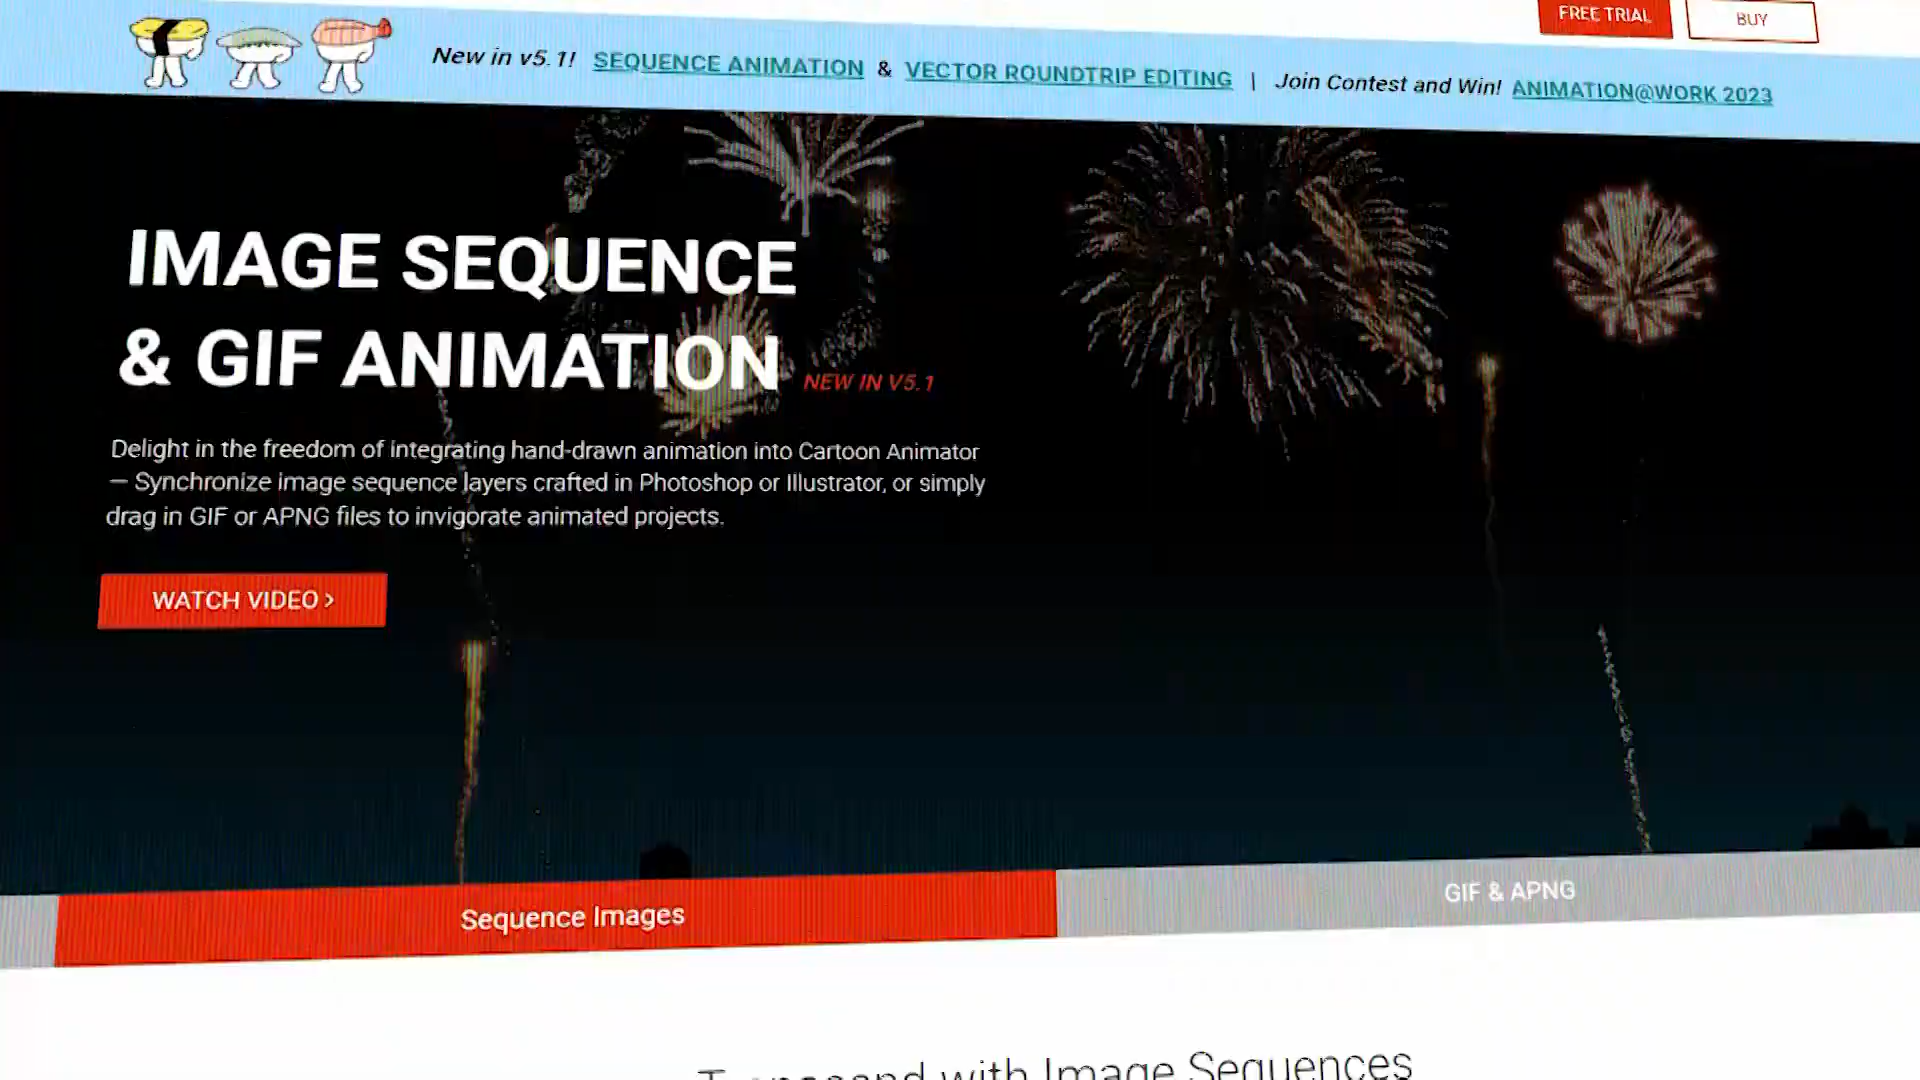 FREE TRIAL
BUY
New in v5.1! SEQUENCE ANIMATION & VECTOR ROUNDTRIP EDITING | Join Contest and Win! ANIMATION@WORK 2023
IMAGE SEQUENCE
& GIF ANIMATION NEW IN V5.1
Delight in the freedom of integrating hand-drawn animation into Cartoon Animator
— Synchronize image sequence layers crafted in Photoshop or Illustrator, or simply
drag in GIF or APNG files to invigorate animated projects.
WATCH VIDEO >
Sequence Images
GIF & APNG
with Image Sequences